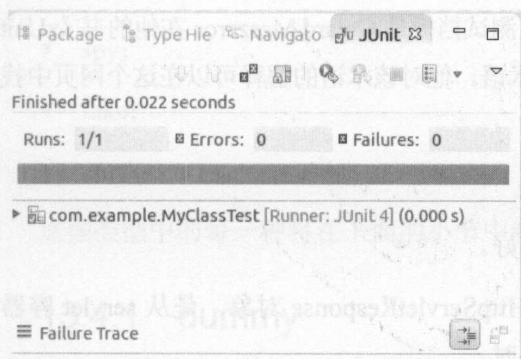 Package Type Hie Navigato JUnit
Finished after 0.022 seconds
Runs: 1/1 Errors: 0 Failures: 0
com.example.MyClassTest [Runner: JUnit 4] (0.000 s)
Failure Trace